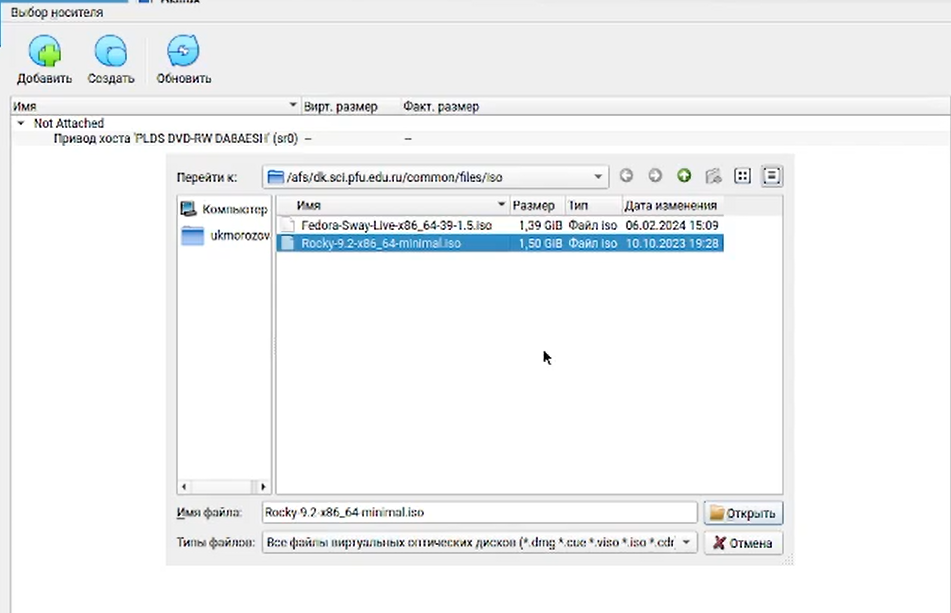 Выбор носителя
Добавить Создать Обновить
Имя Вирт. размер Факт. размер
Not Attached
Привод хоста 'PLDS DVD-RW DA8AESH' (sr0) – –
Перейти к: /afs/dk.sci.pfu.edu.ru/common/files/iso
Имя Размер Тип Дата изменения
Компьютер
ukmorozov
Fedora-Sway-Live-x86_64-39-1.5.iso 1,39 GiB Файл iso 06.02.2024 15:09
Rocky-9.2-x86_64-minimal.iso 1,50 GiB Файл iso 10.10.2023 19:28
Имя файла: Rocky-9.2-x86_64-minimal.iso Открыть
Типы файлов: Все файлы виртуальных оптических дисков (*.dmg *.cue *.viso *.iso *.cdr Отмена